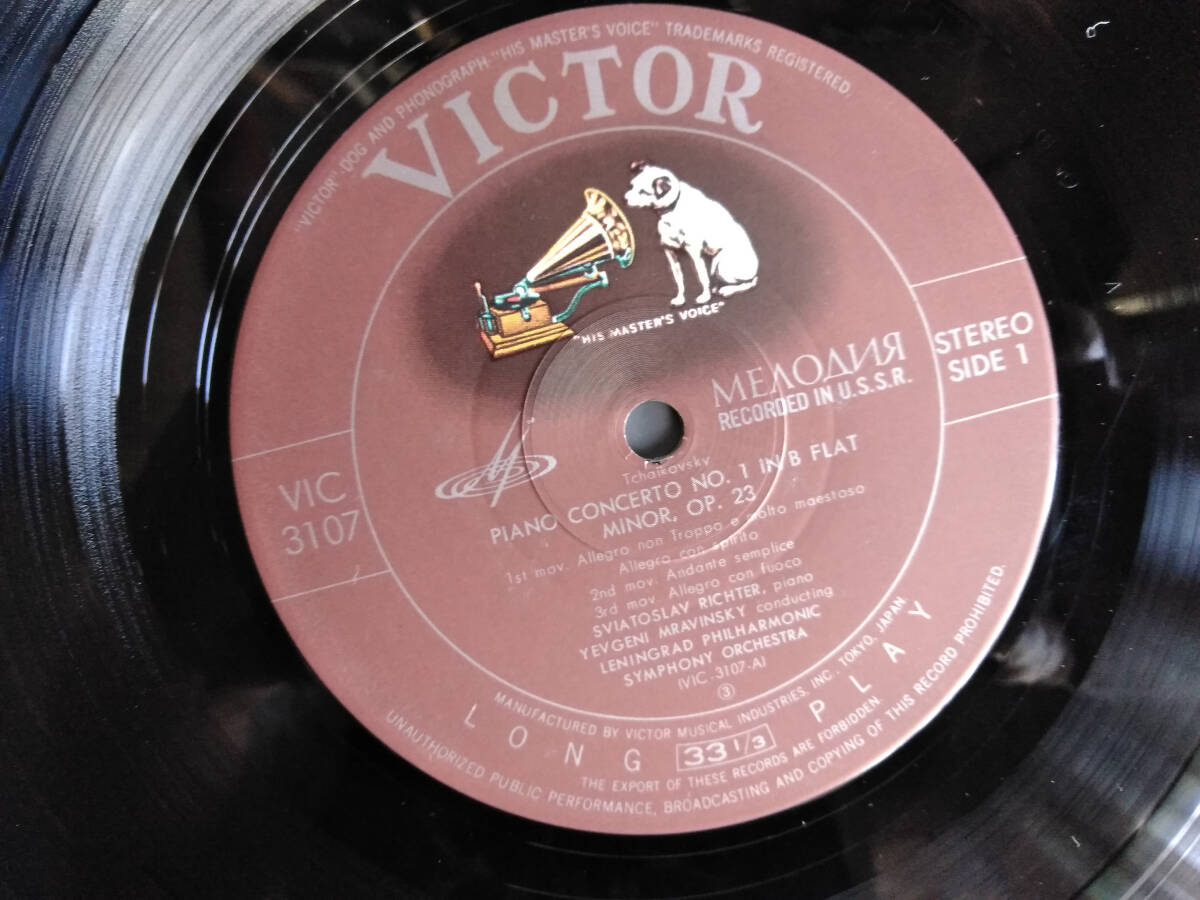 "VICTOR"-DOG AND PHONOGRAPH-"HIS MASTER'S VOICE" TRADEMARKS REGISTERED.
VICTOR
"HIS MASTER'S VOICE"
МЕЛОДИЯ
RECORDED IN U.S.S.R.
STEREO
SIDE 1
VIC
3107
Tchaikovsky
PIANO CONCERTO NO. 1 IN B FLAT
MINOR, OP. 23
1st mov. Allegro non Troppo e molto maestoso
Allegro con spirito
2nd mov. Andante semplice
3rd mov. Allegro con fuoco
SVIATOSLAV RICHTER, piano
YEVGENI MRAVINSKY conducting
LENINGRAD PHILHARMONIC
SYMPHONY ORCHESTRA
(VIC-3107-A)
③
MANUFACTURED BY VICTOR MUSICAL INDUSTRIES, INC., TOKYO, JAPAN
LONG 33 1/3 PLAY
THE EXPORT OF THESE RECORDS ARE FORBIDDEN.
UNAUTHORIZED PUBLIC PERFORMANCE, BROADCASTING AND COPYING OF THIS RECORD PROHIBITED.